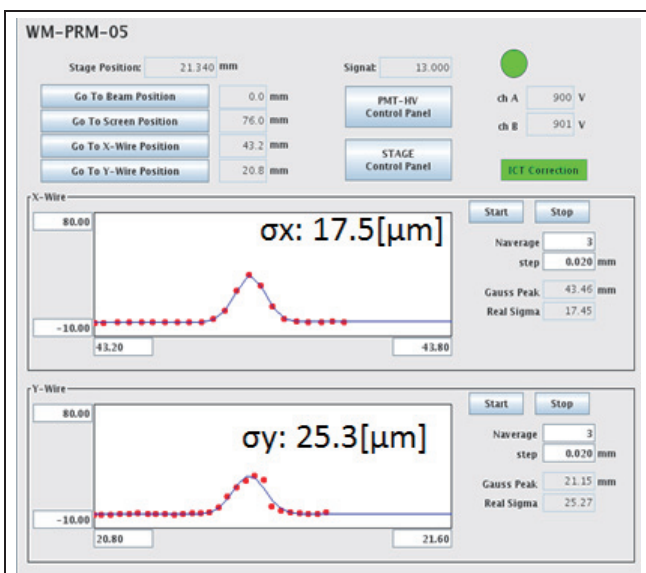 WM-PRM-05
Stage Position: 21.340 mm Signal: 13.000
Go To Beam Position 0.0 mm PMT-HV Control Panel ch A 900 V
Go To Screen Position 76.0 mm ch B 901 V
Go To X-Wire Position 43.2 mm STAGE Control Panel
Go To Y-Wire Position 20.8 mm ICT Correction
X-Wire
80.00 σx: 17.5[μm] Start Stop
Naverage 3
step 0.020 mm
Gauss Peak 43.46 mm
-10.00 Real Sigma 17.45
43.20 43.80
Y-Wire
80.00 σy: 25.3[μm] Start Stop
Naverage 3
step 0.020 mm
Gauss Peak 21.15 mm
-10.00 Real Sigma 25.27
20.80 21.60